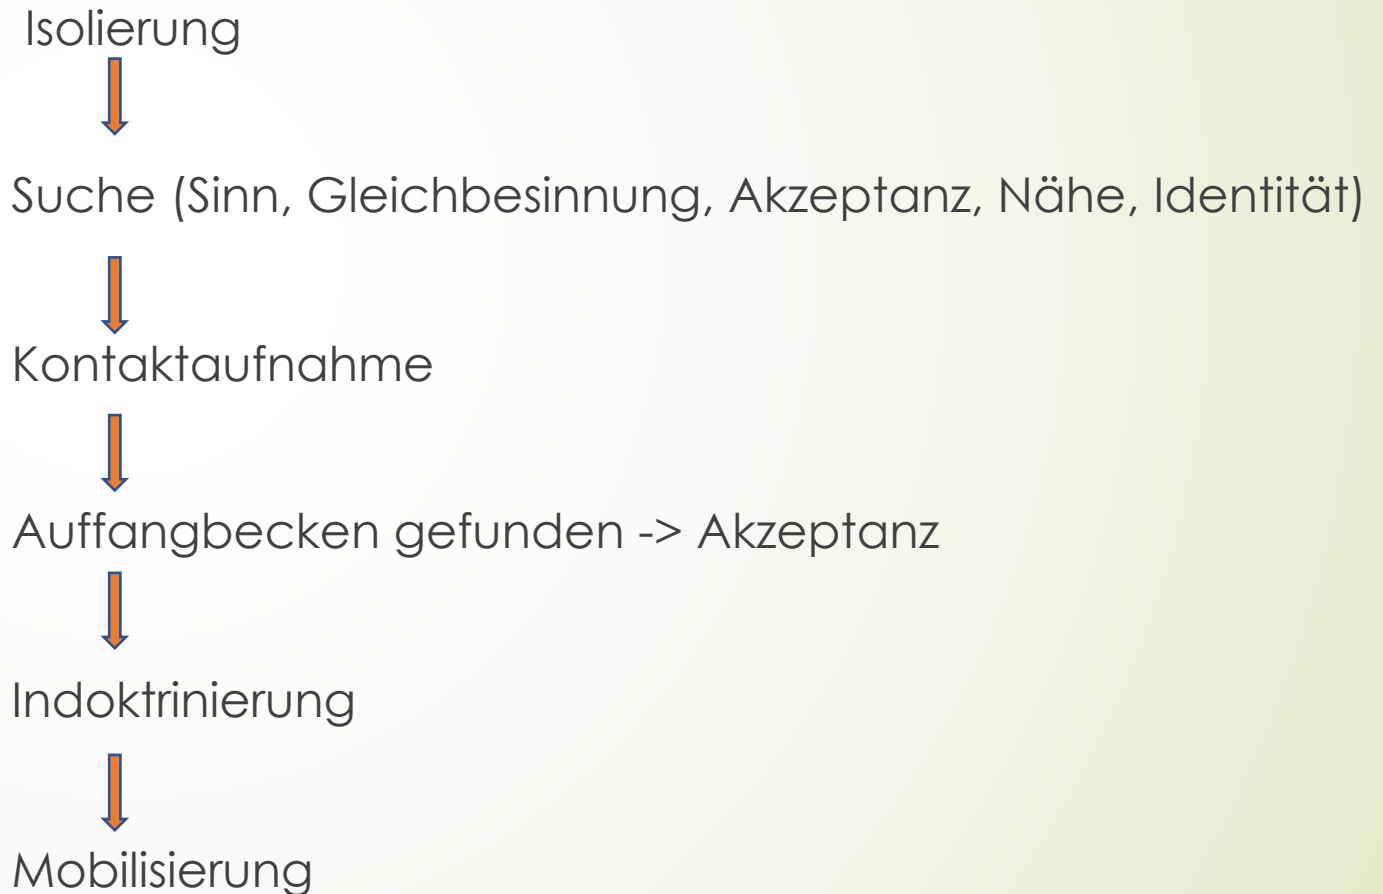 Isolierung
Suche (Sinn, Gleichbesinnung, Akzeptanz, Nähe, Identität)
Kontaktaufnahme
Auffangbecken gefunden -> Akzeptanz
Indoktrinierung
Mobilisierung